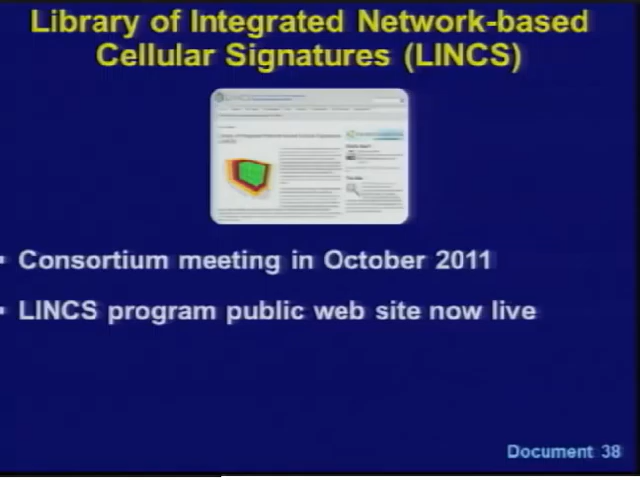 Library of Integrated Network-based
Cellular Signatures (LINCS)
• Consortium meeting in October 2011
• LINCS program public web site now live
Document 38